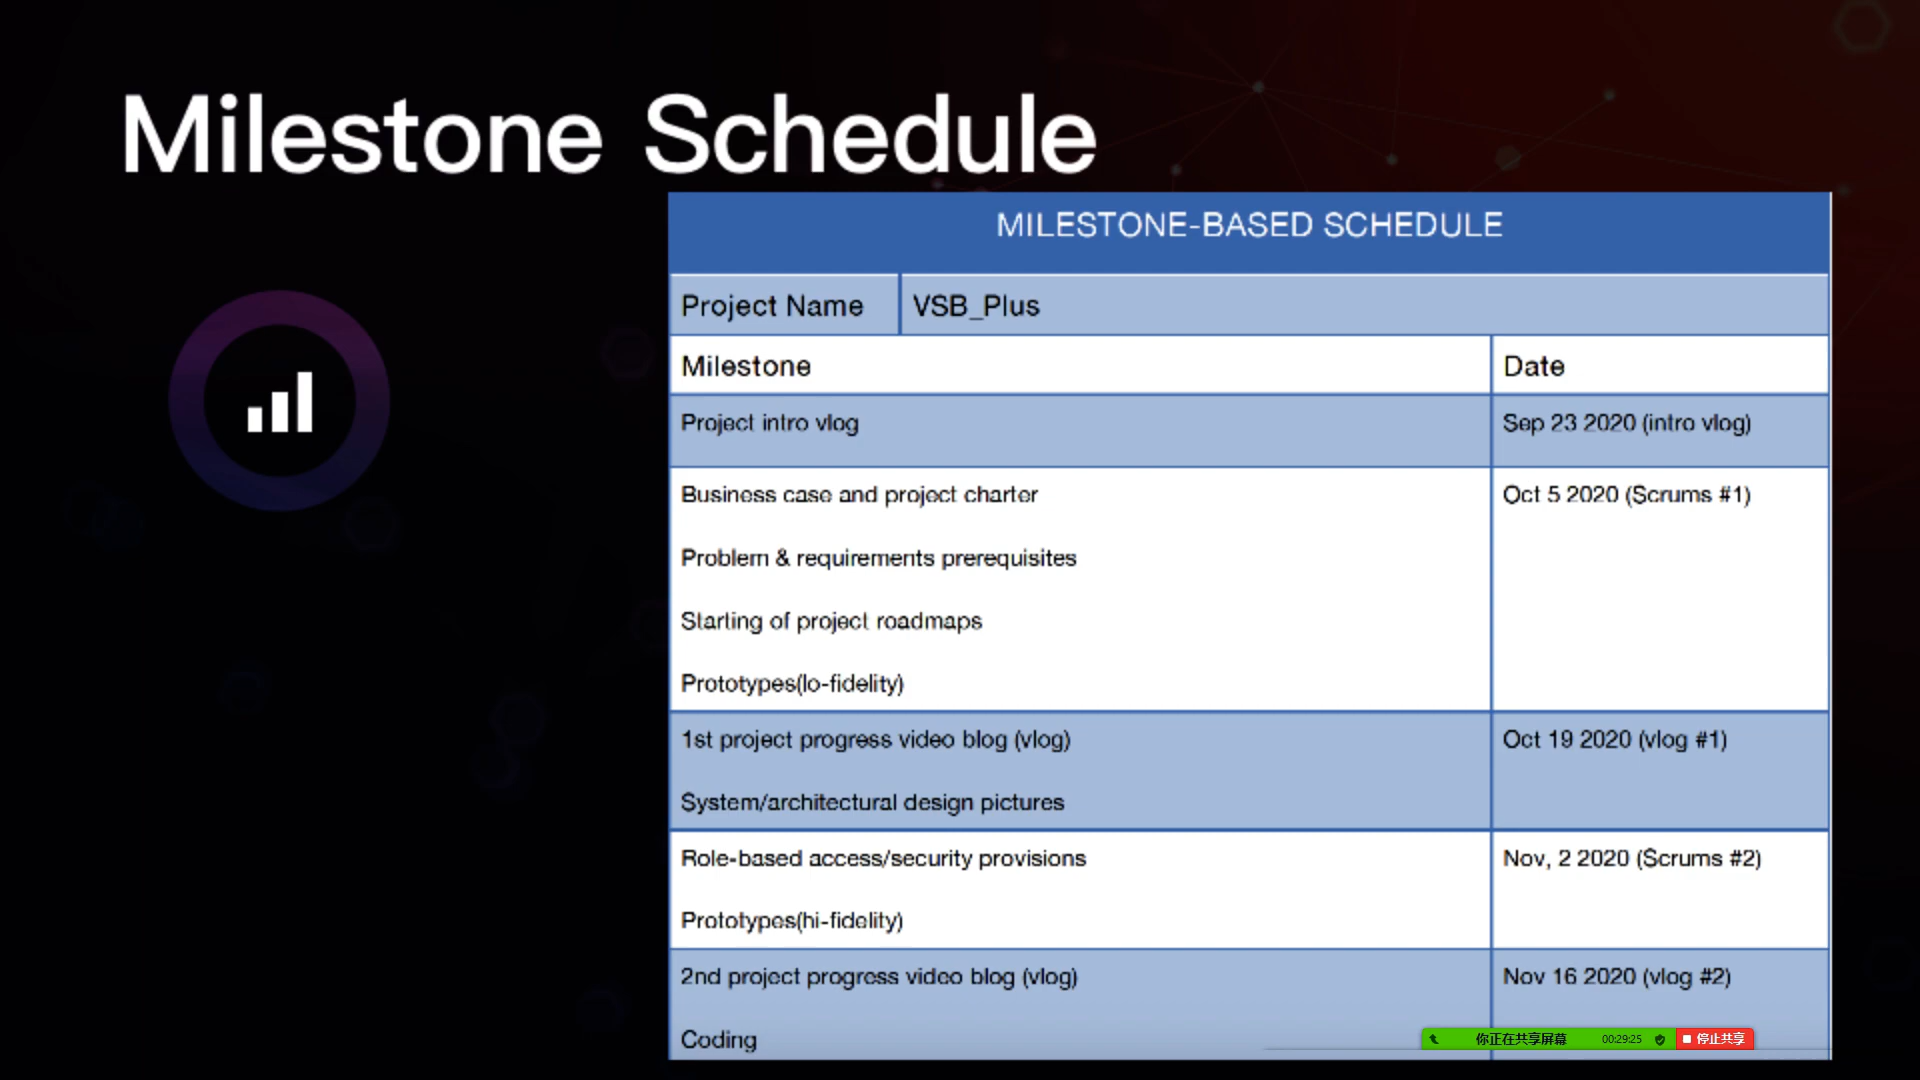 Milestone Schedule
MILESTONE-BASED SCHEDULE
Project Name VSB_Plus
Milestone Date
Project intro vlog Sep 23 2020 (intro vlog)
Business case and project charter Oct 5 2020 (Scrums #1)
Problem & requirements prerequisites
Starting of project roadmaps
Prototypes(lo-fidelity)
1st project progress video blog (vlog) Oct 19 2020 (vlog #1)
System/architectural design pictures
Role-based access/security provisions Nov, 2 2020 (Scrums #2)
Prototypes(hi-fidelity)
2nd project progress video blog (vlog) Nov 16 2020 (vlog #2)
Coding
你正在共享屏幕 00:29:25 停止共享